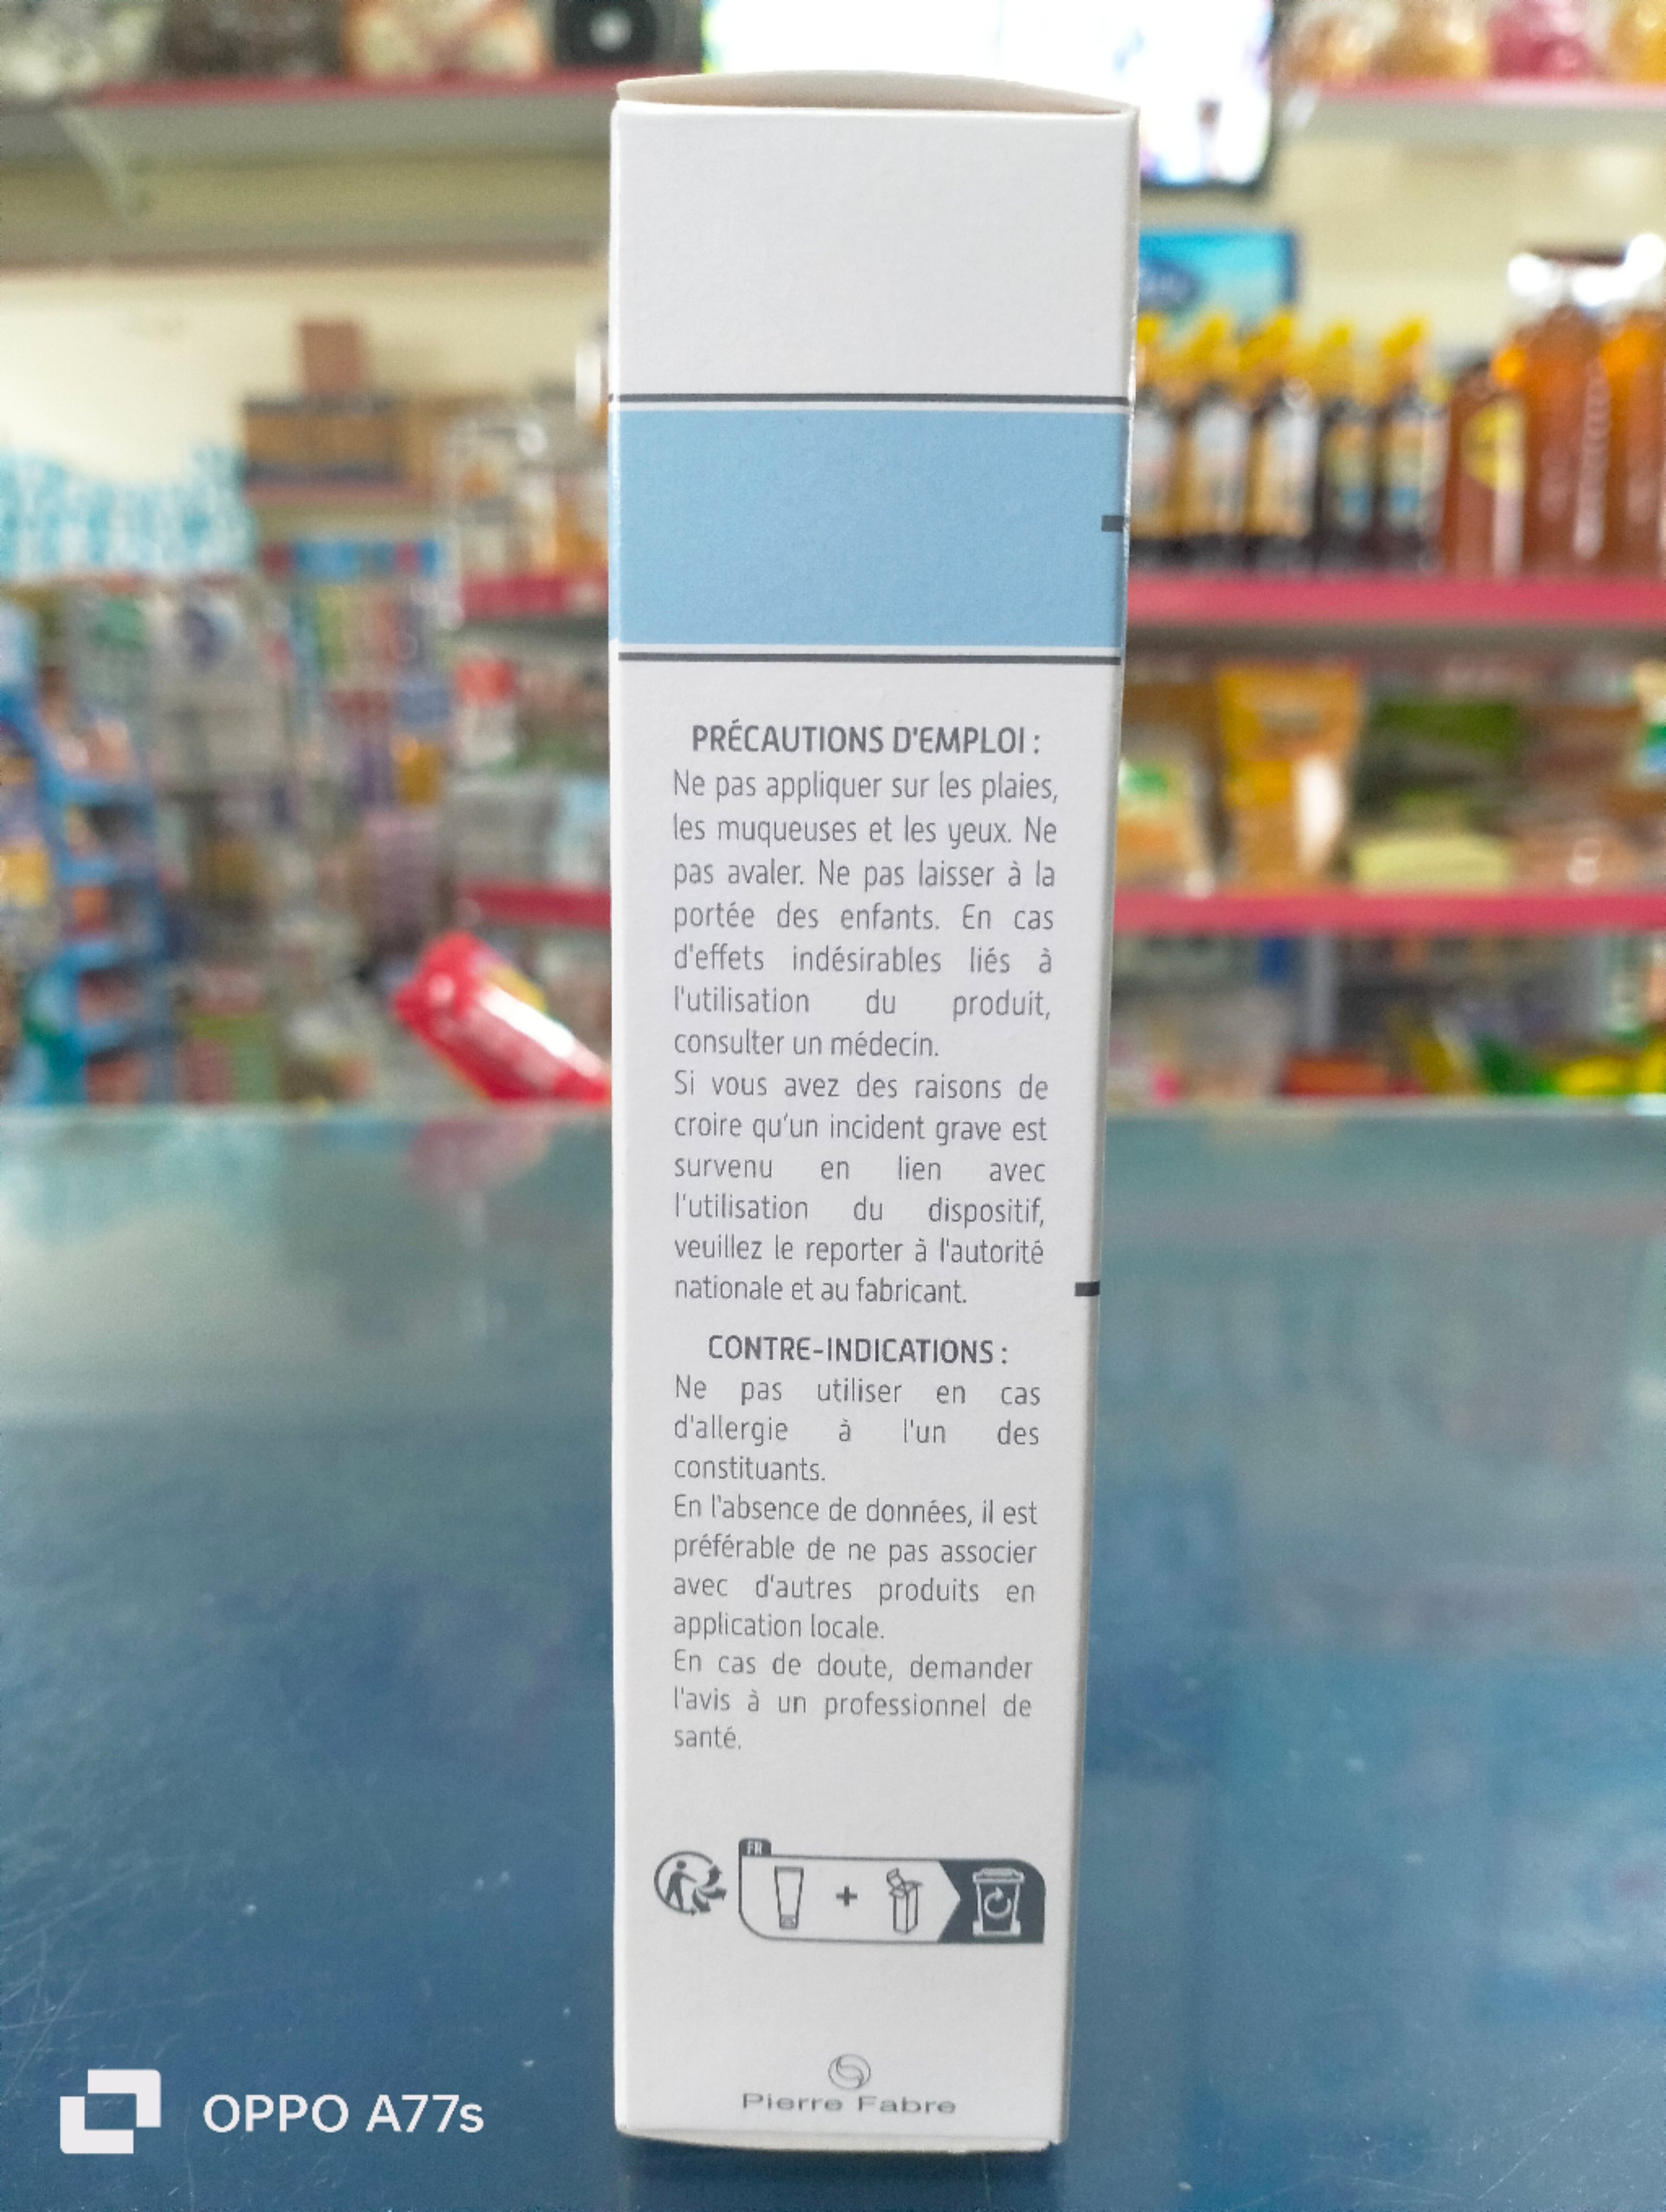 PRÉCAUTIONS D'EMPLOI :
Ne pas appliquer sur les plaies,
les muqueuses et les yeux. Ne
pas avaler. Ne pas laisser à la
portée des enfants. En cas
d'effets indésirables liés à
l'utilisation du produit,
consulter un médecin.
Si vous avez des raisons de
croire qu'un incident grave est
survenu en lien avec
l'utilisation du dispositif,
veuillez le reporter à l'autorité
nationale et au fabricant.
CONTRE-INDICATIONS :
Ne pas utiliser en cas
d'allergie à l'un des
constituants.
En l'absence de données, il est
préférable de ne pas associer
avec d'autres produits en
application locale.
En cas de doute, demander
l'avis à un professionnel de
santé.
FR
+
Pierre Fabre
OPPO A77s